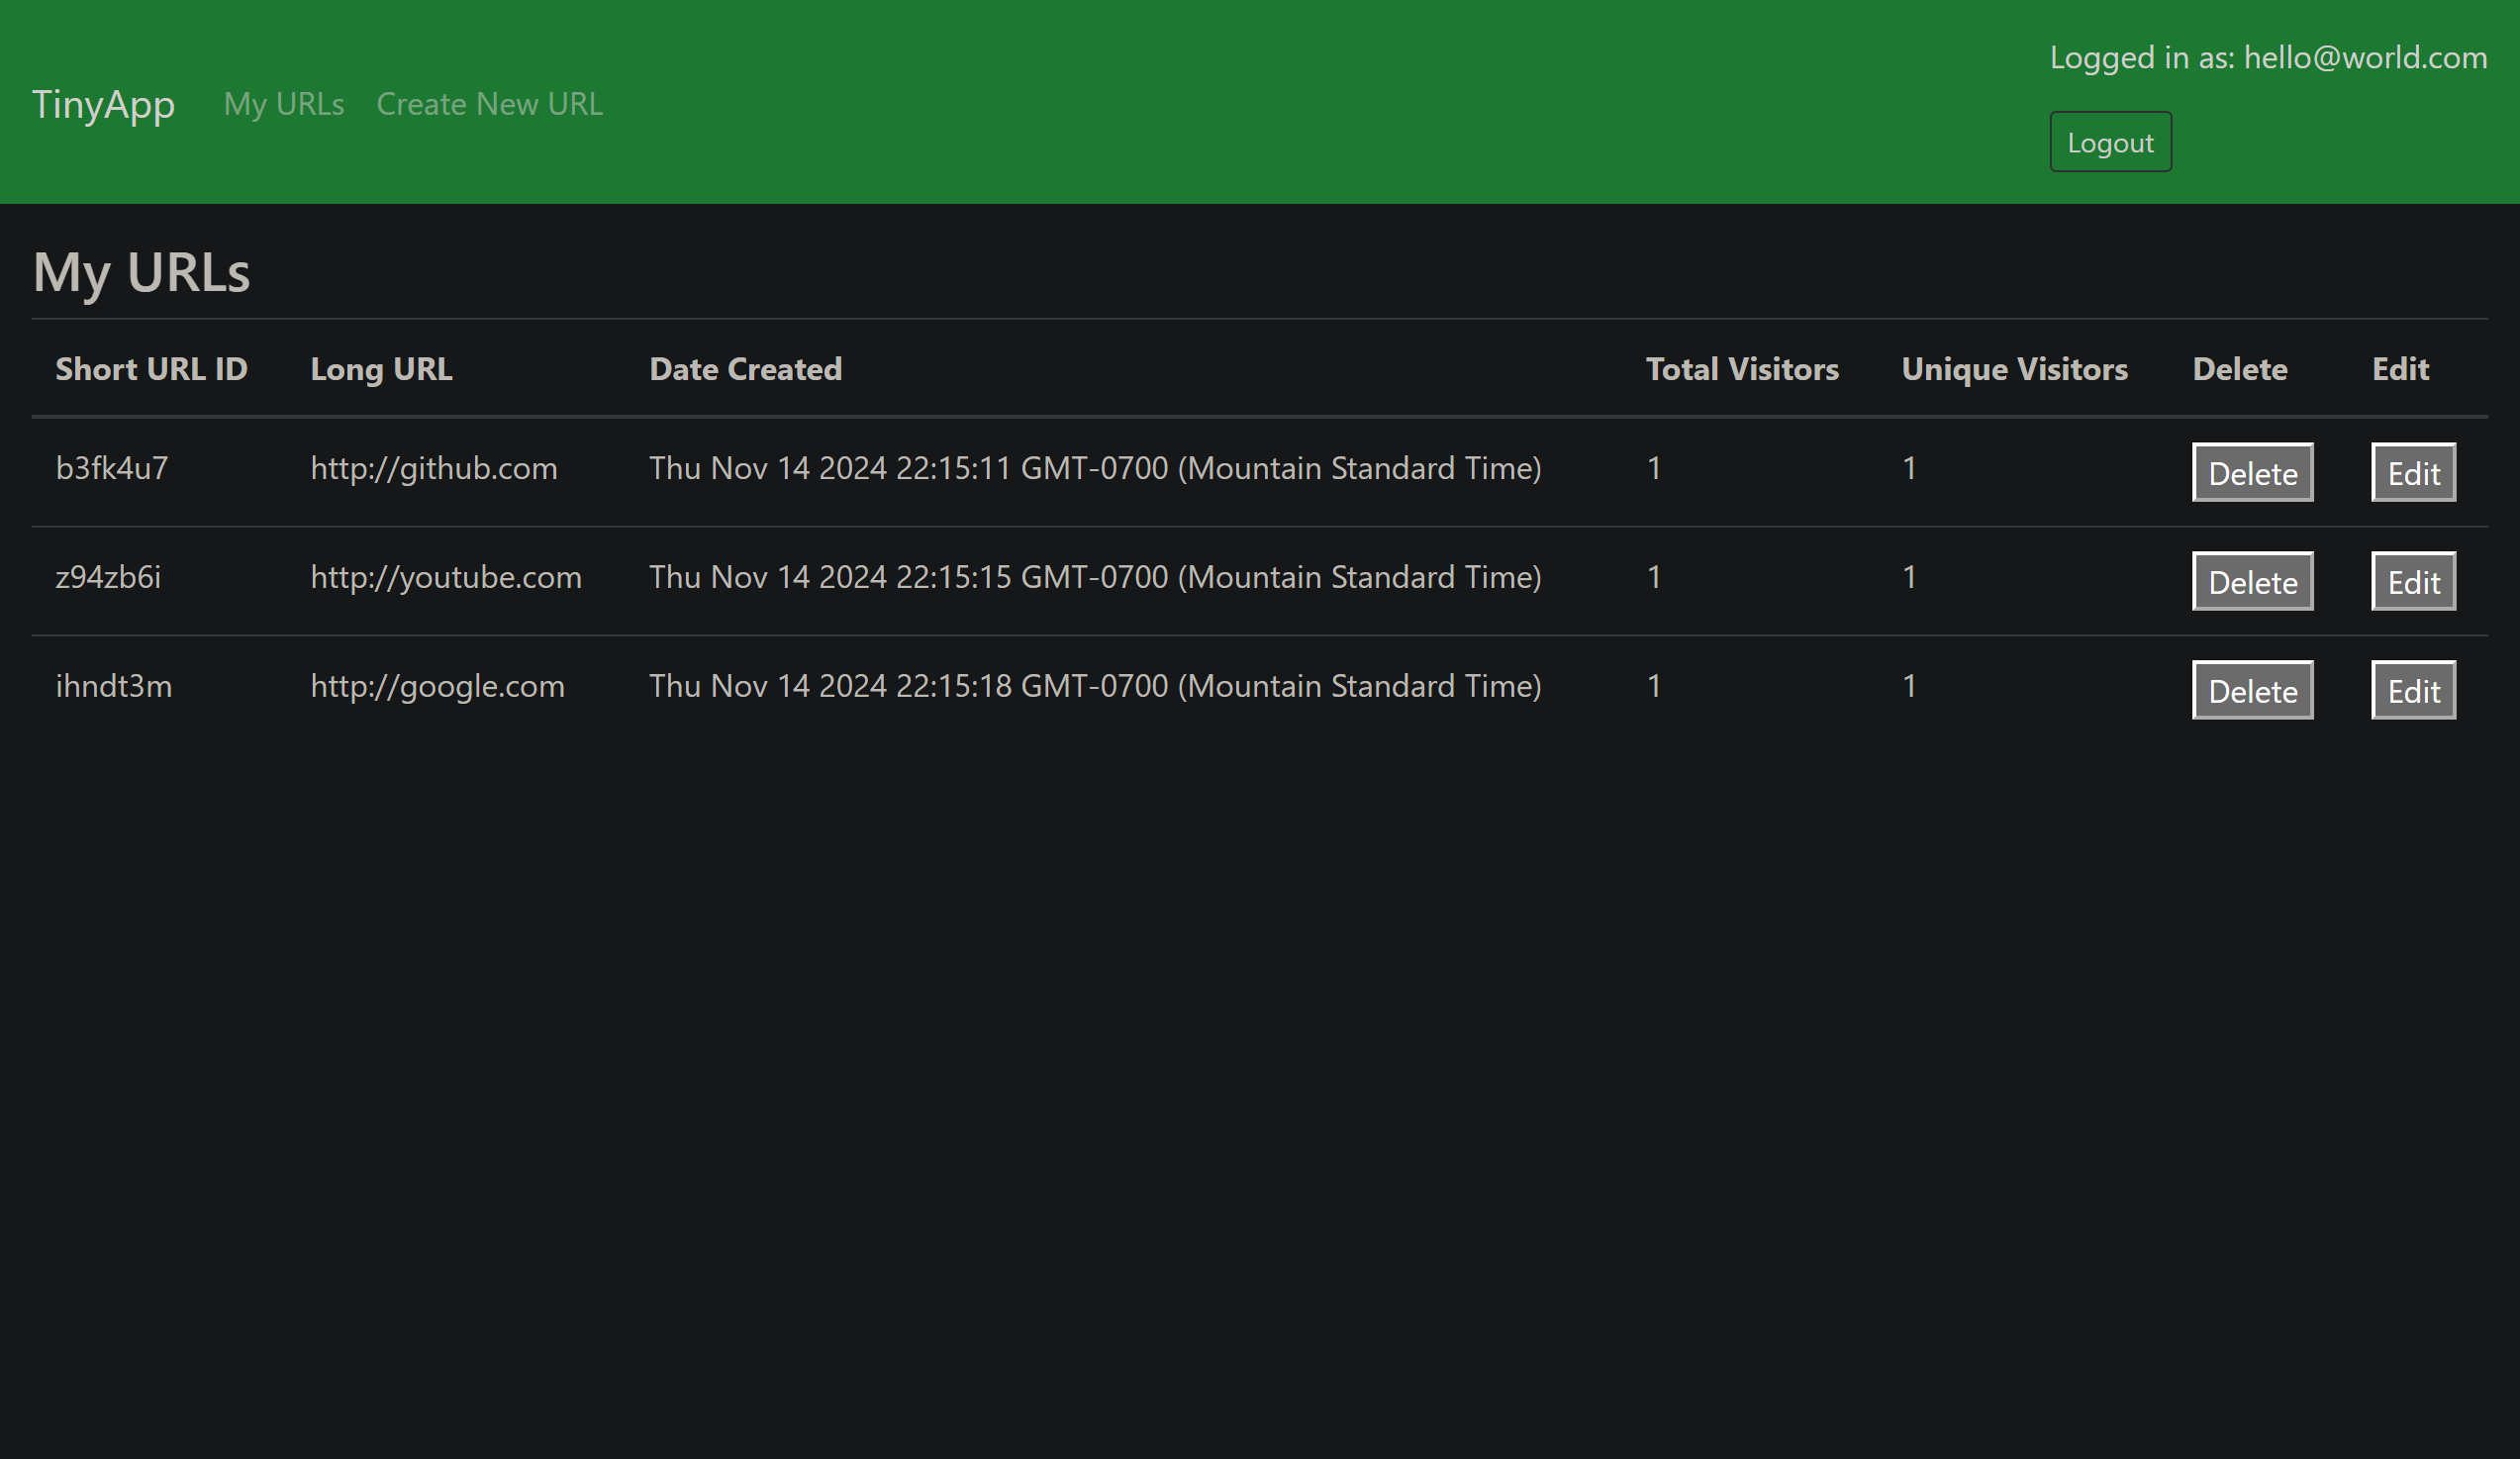 Logged in as: hello@world.com
TinyApp My URLs Create New URL
Logout
My URLs
Short URL ID Long URL Date Created Total Visitors Unique Visitors Delete Edit
b3fk4u7 http://github.com Thu Nov 14 2024 22:15:11 GMT-0700 (Mountain Standard Time) 1 1 Delete Edit
z94zb6i http://youtube.com Thu Nov 14 2024 22:15:15 GMT-0700 (Mountain Standard Time) 1 1 Delete Edit
ihndt3m http://google.com Thu Nov 14 2024 22:15:18 GMT-0700 (Mountain Standard Time) 1 1 Delete Edit